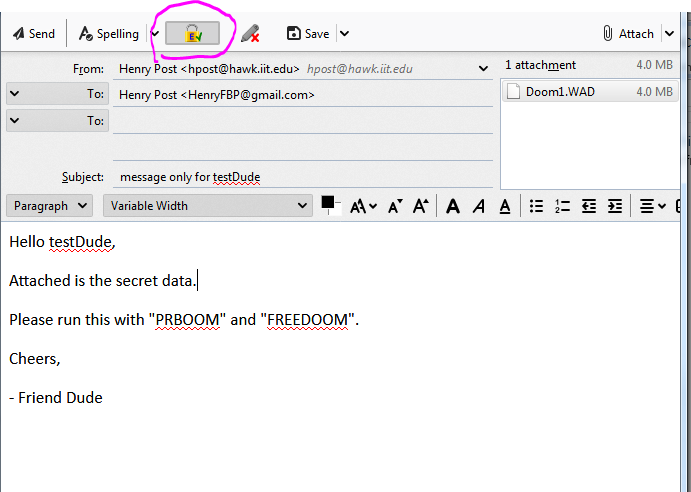 Send Spelling E Save Attach
From: Henry Post <hpost@hawk.iit.edu> hpost@hawk.iit.edu
1 attachment 4.0 MB
To: Henry Post <HenryFBP@gmail.com>
Doom1.WAD 4.0 MB
To:
Subject: message only for testDude
Paragraph Variable Width A A A A A A
Hello testDude,
Attached is the secret data.
Please run this with "PRBOOM" and "FREEDOOM".
Cheers,
- Friend Dude